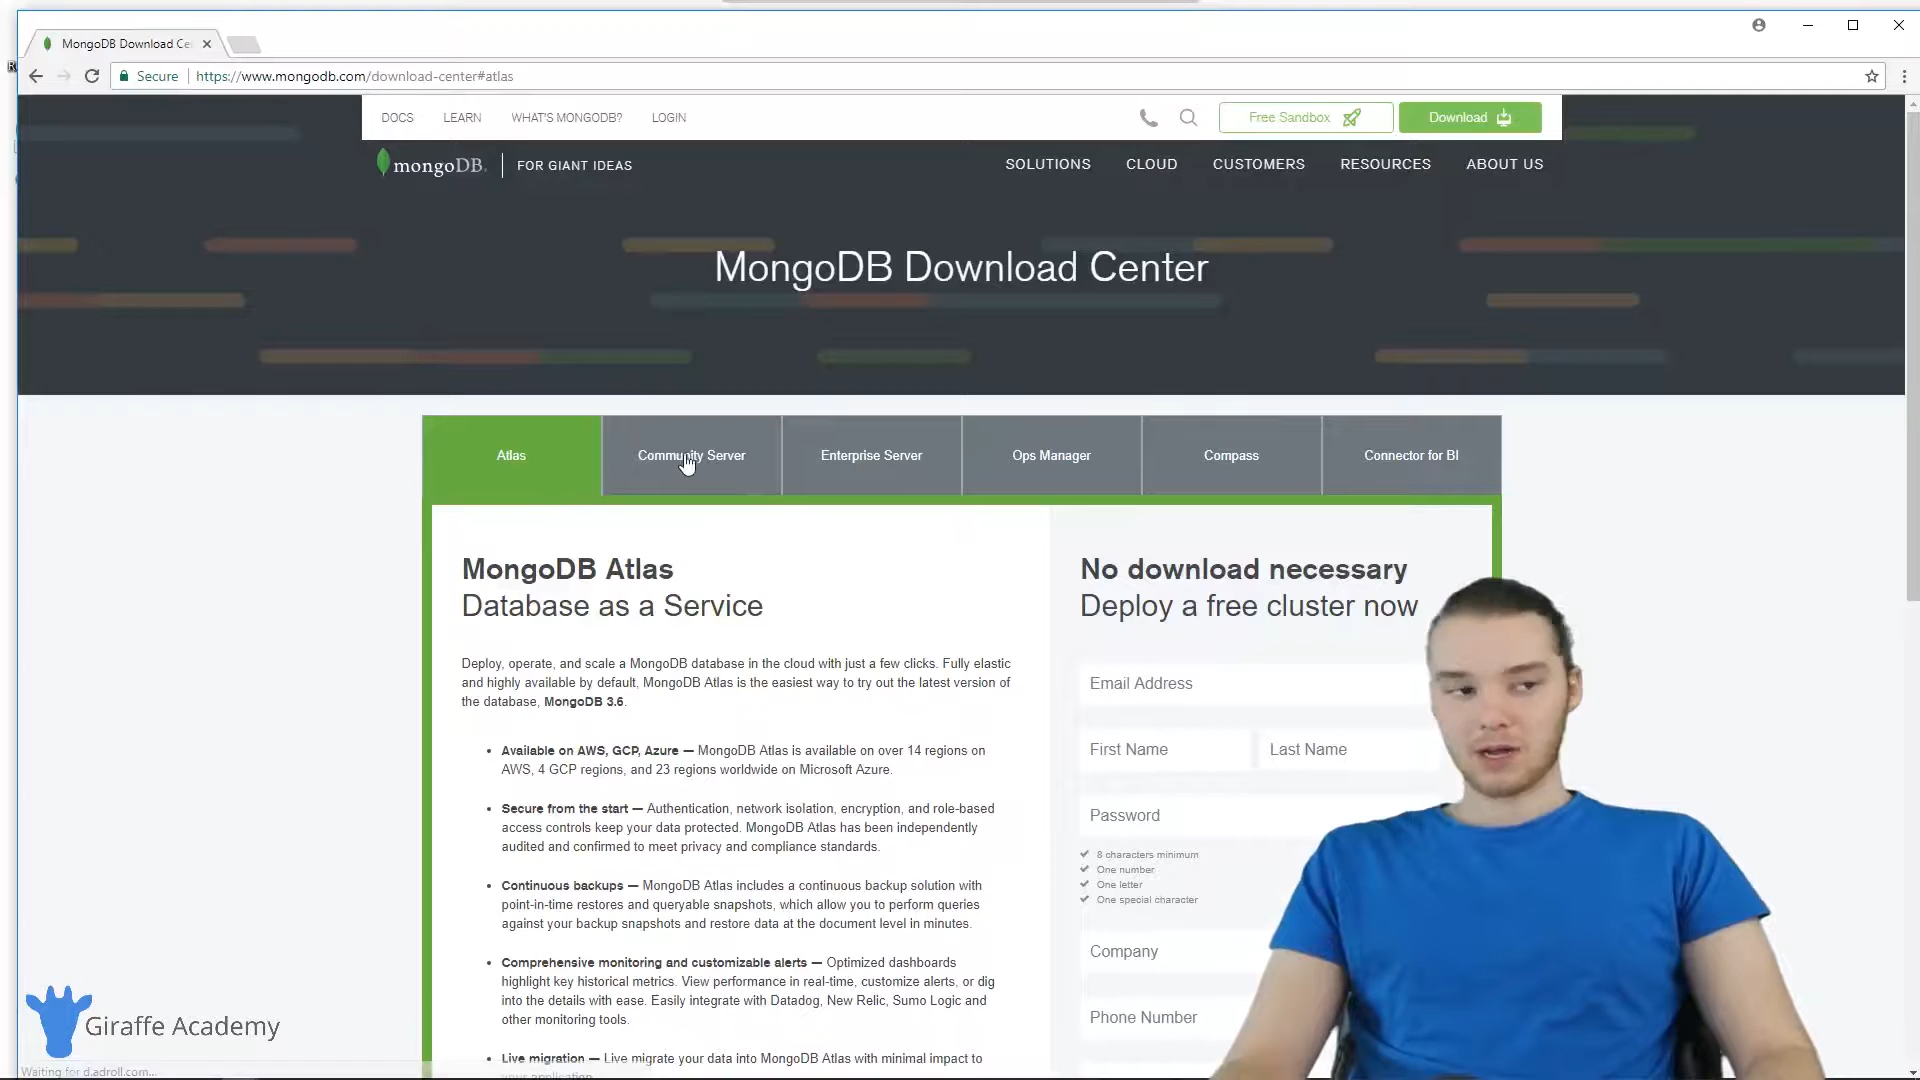 MongoDB Download Ce
Secure https://www.mongodb.com/download-center#atlas
DOCS LEARN WHAT'S MONGODB? LOGIN Free Sandbox Download
mongoDB. FOR GIANT IDEAS SOLUTIONS CLOUD CUSTOMERS RESOURCES ABOUT US
MongoDB Download Center
Atlas Community Server Enterprise Server Ops Manager Compass Connector for BI
MongoDB Atlas
Database as a Service
Deploy, operate, and scale a MongoDB database in the cloud with just a few clicks. Fully elastic
and highly available by default, MongoDB Atlas is the easiest way to try out the latest version of
the database, MongoDB 3.6.
• Available on AWS, GCP, Azure — MongoDB Atlas is available on over 14 regions on
AWS, 4 GCP regions, and 23 regions worldwide on Microsoft Azure.
• Secure from the start — Authentication, network isolation, encryption, and role-based
access controls keep your data protected. MongoDB Atlas has been independently
audited and confirmed to meet privacy and compliance standards.
• Continuous backups — MongoDB Atlas includes a continuous backup solution with
point-in-time restores and queryable snapshots, which allow you to perform queries
against your backup snapshots and restore data at the document level in minutes.
• Comprehensive monitoring and customizable alerts — Optimized dashboards
highlight key historical metrics. View performance in real-time, customize alerts, or dig
into the details with ease. Easily integrate with Datadog, New Relic, Sumo Logic and
other monitoring tools.
• Live migration — Live migrate your data into MongoDB Atlas with minimal impact to
No download necessary
Deploy a free cluster now
Email Address
First Name Last Name
Password
8 characters minimum
One number
One letter
One special character
Company
Phone Number
Giraffe Academy
Waiting for d.adroll.com...